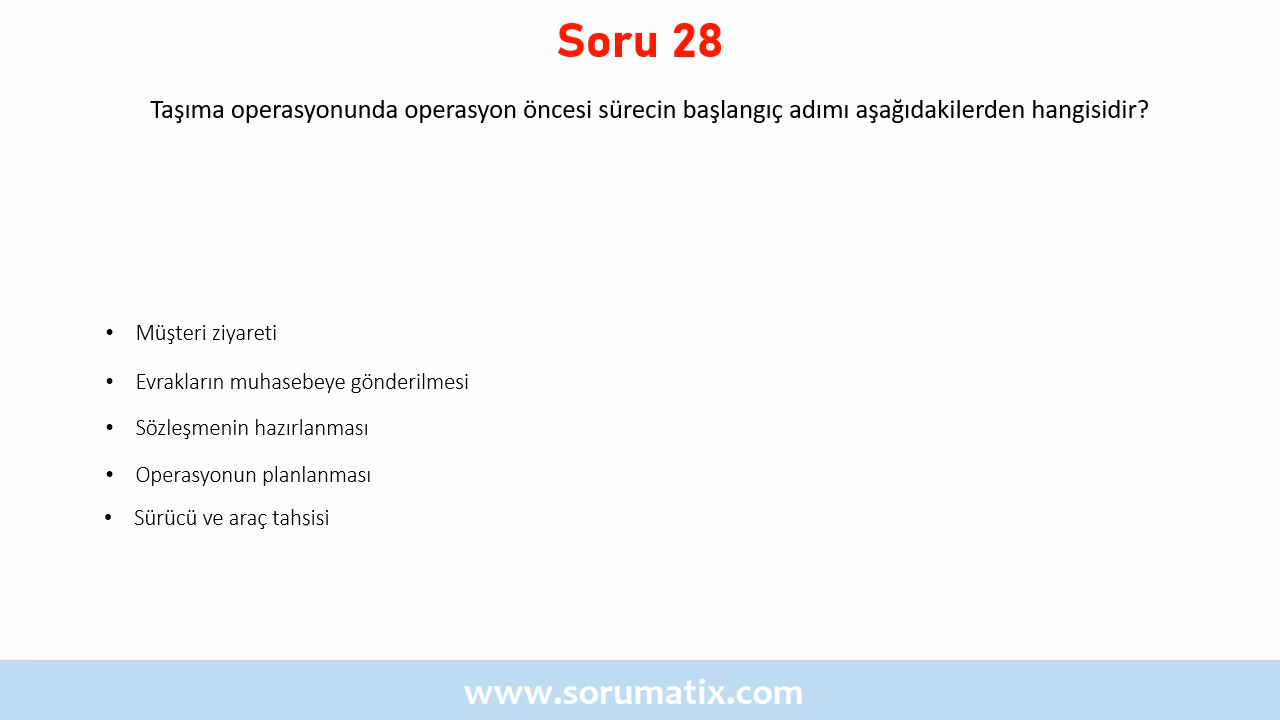 Soru 28
Taşıma operasyonunda operasyon öncesi sürecin başlangıç adımı aşağıdakilerden hangisidir?
• Müşteri ziyareti
• Evrakların muhasebeye gönderilmesi
• Sözleşmenin hazırlanması
• Operasyonun planlanması
• Sürücü ve araç tahsisi
www.sorumatix.com